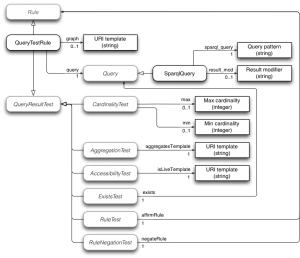 Rule
QueryTestRule
graph
0..1
URI template
(string)
sparql_query
1
Query pattern
(string)
query
1
Query
SparqlQuery
result_mod
0..1
Result modifier
(string)
QueryResultTest
CardinalityTest
max
0..1
Max cardinality
(integer)
min
0..1
Min cardinality
(integer)
AggregationTest
aggregatesTemplate
1
URI template
(string)
AccessibilityTest
isLiveTemplate
1
URI template
(string)
ExistsTest
exists
1
RuleTest
affirmRule
1
RuleNegationTest
negateRule
1